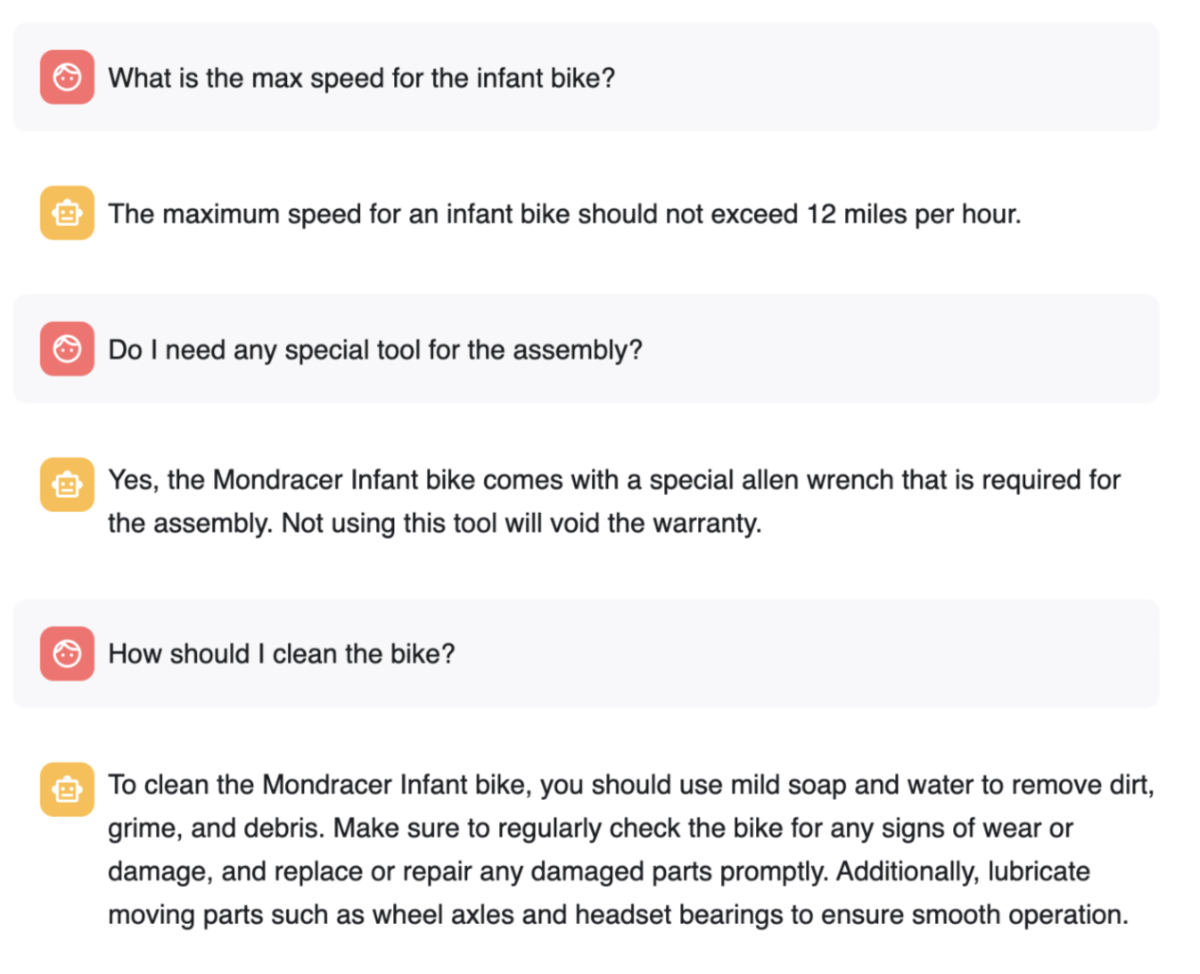 What is the max speed for the infant bike?
The maximum speed for an infant bike should not exceed 12 miles per hour.
Do I need any special tool for the assembly?
Yes, the Mondracer Infant bike comes with a special allen wrench that is required for
the assembly. Not using this tool will void the warranty.
How should I clean the bike?
To clean the Mondracer Infant bike, you should use mild soap and water to remove dirt,
grime, and debris. Make sure to regularly check the bike for any signs of wear or
damage, and replace or repair any damaged parts promptly. Additionally, lubricate
moving parts such as wheel axles and headset bearings to ensure smooth operation.